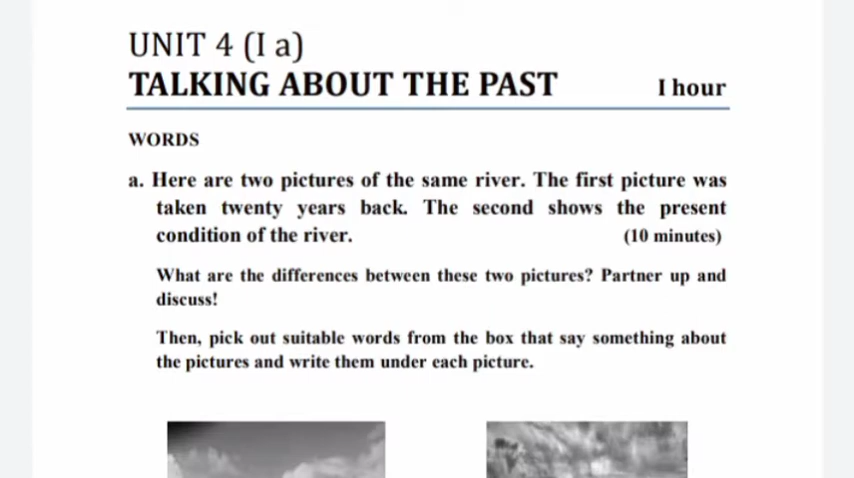 UNIT 4 (I a)
TALKING ABOUT THE PAST I hour
WORDS
a. Here are two pictures of the same river. The first picture was
taken twenty years back. The second shows the present
condition of the river. (10 minutes)
What are the differences between these two pictures? Partner up and
discuss!
Then, pick out suitable words from the box that say something about
the pictures and write them under each picture.